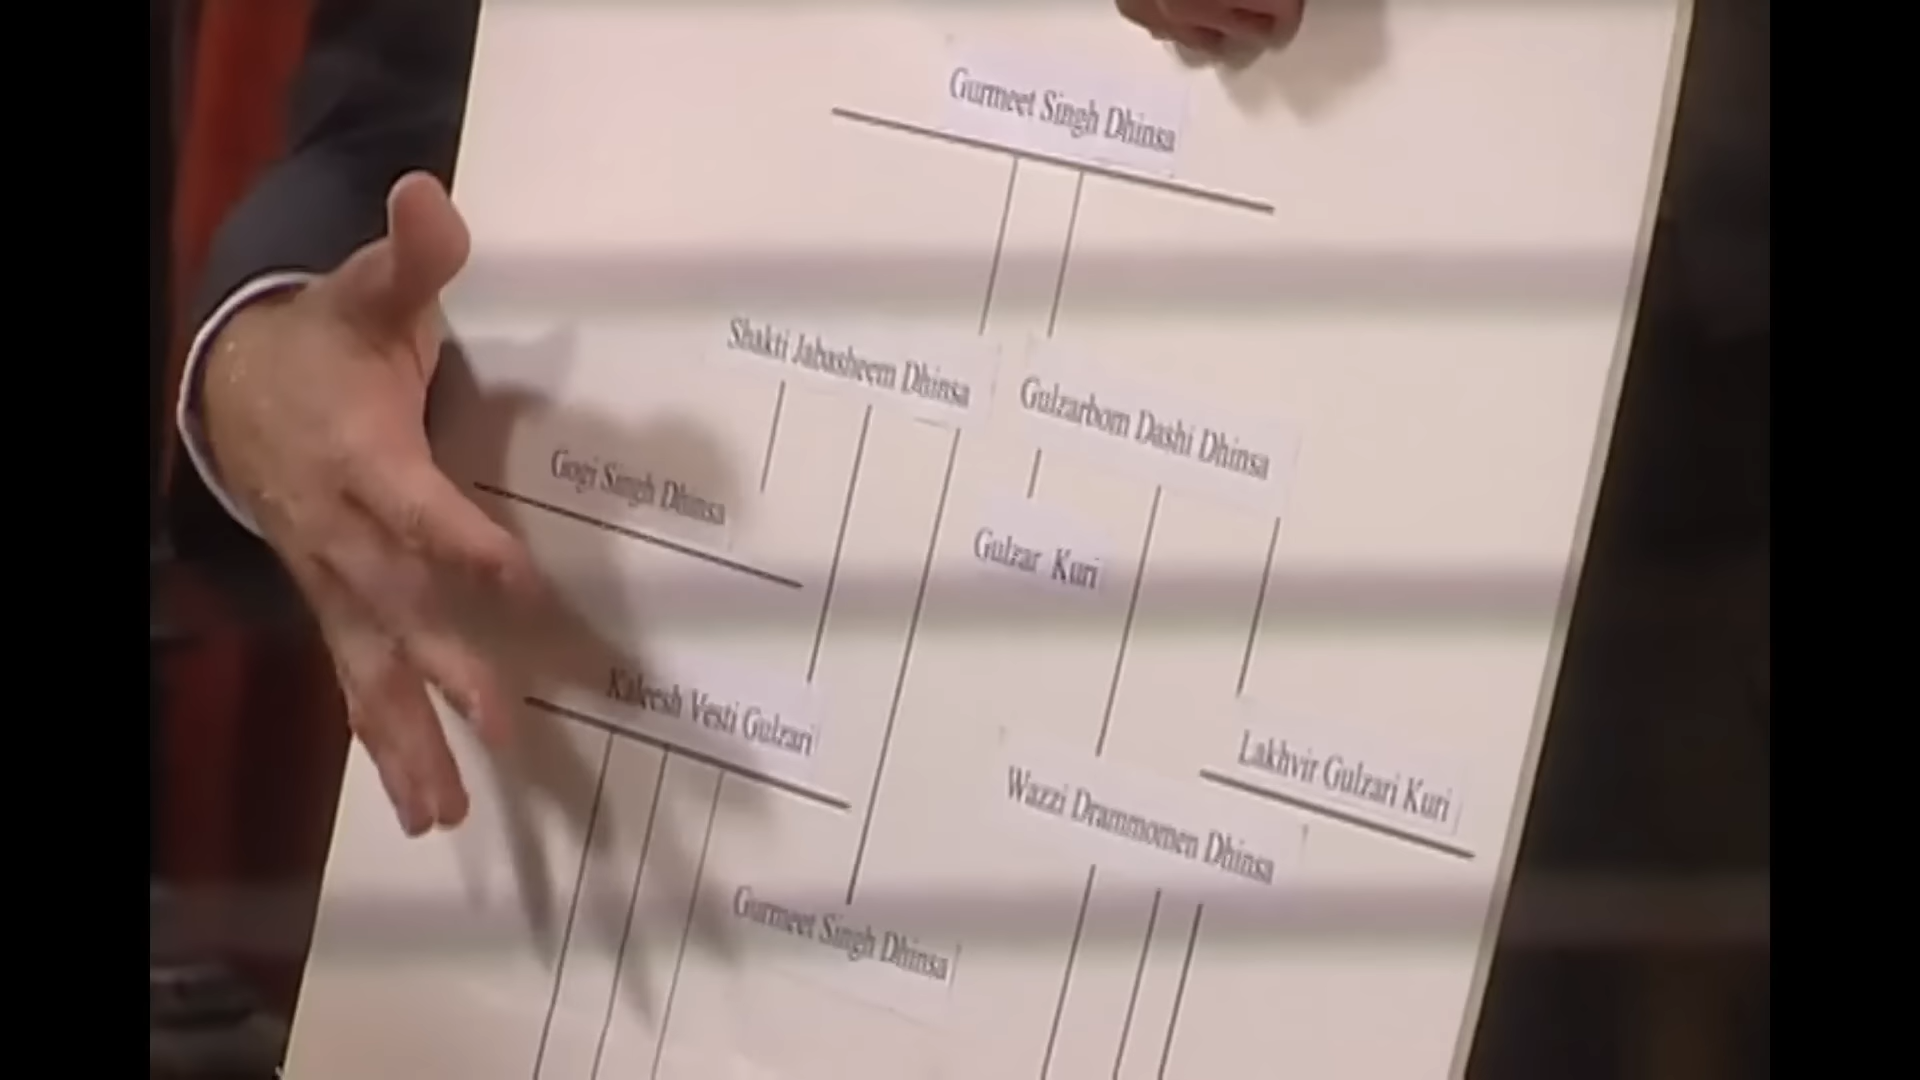 Gurmeet Singh Dhinsa
Shakti Jabasheem Dhinsa
Gulzarbom Dashi Dhinsa
Gogi Singh Dhinsa
Gulzar Kuri
Kaleesh Vesti Gulzari
Lakhvir Gulzari Kuri
Wazzi Drammomen Dhinsa
Gurmeet Singh Dhinsa